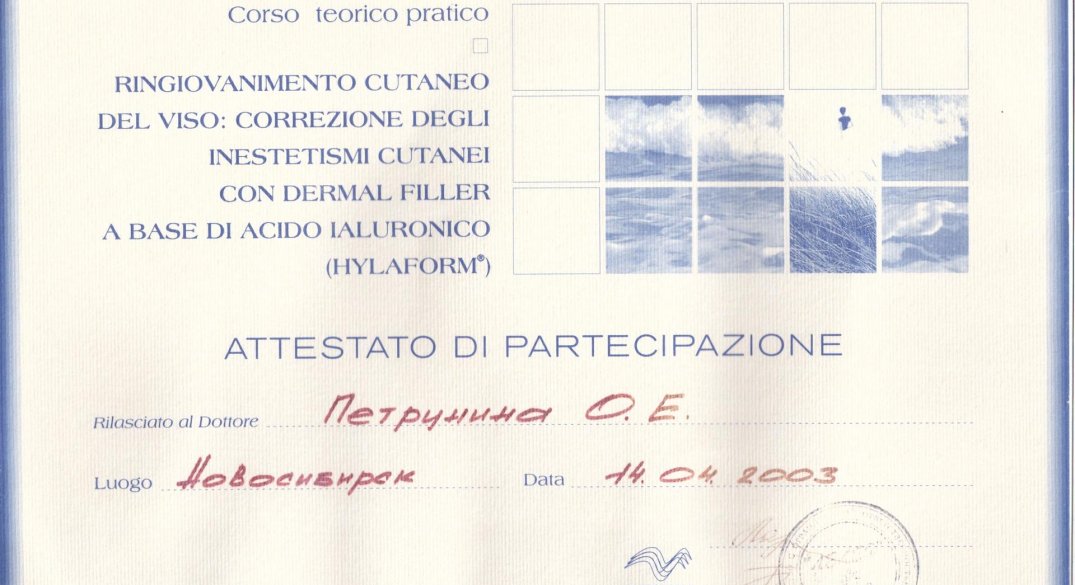 Corso teorico pratico
RINGIOVANIMENTO CUTANEO
DEL VISO: CORREZIONE DEGLI
INESTETISMI CUTANEI
CON DERMAL FILLER
A BASE DI ACIDO IALURONICO
(HYLAFORM®)
ATTESTATO DI PARTECIPAZIONE
Rilasciato al Dottore Петрунина О. Е.
Luogo Новосибирск Data 14.04.2003